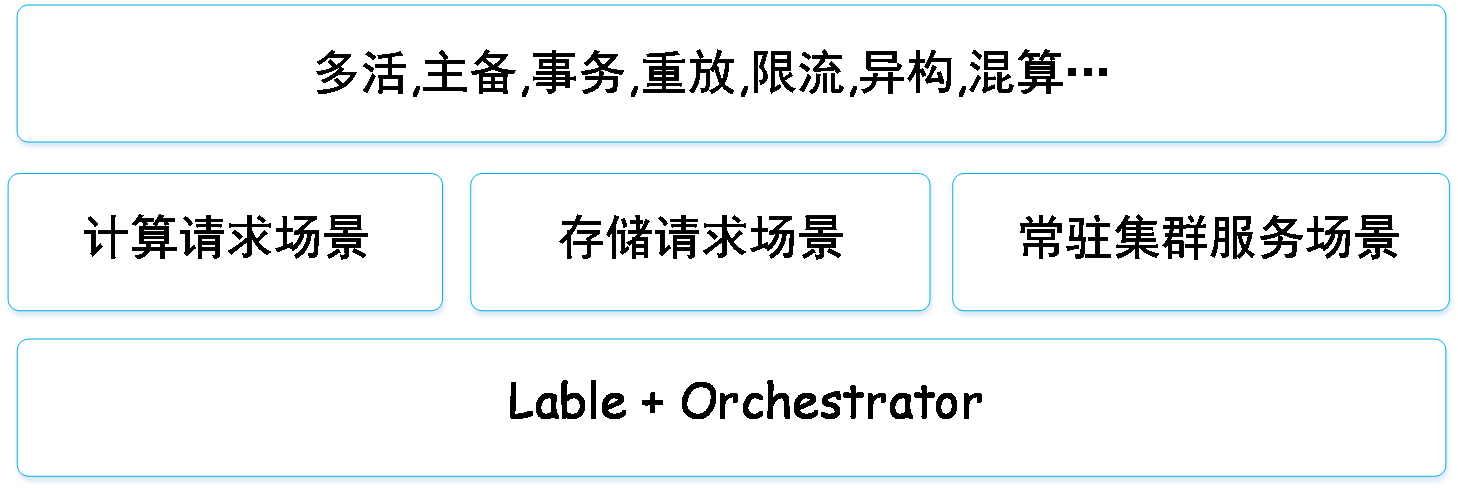 多活,主备,事务,重放,限流,异构,混算…
计算请求场景
存储请求场景
常驻集群服务场景
Lable + Orchestrator